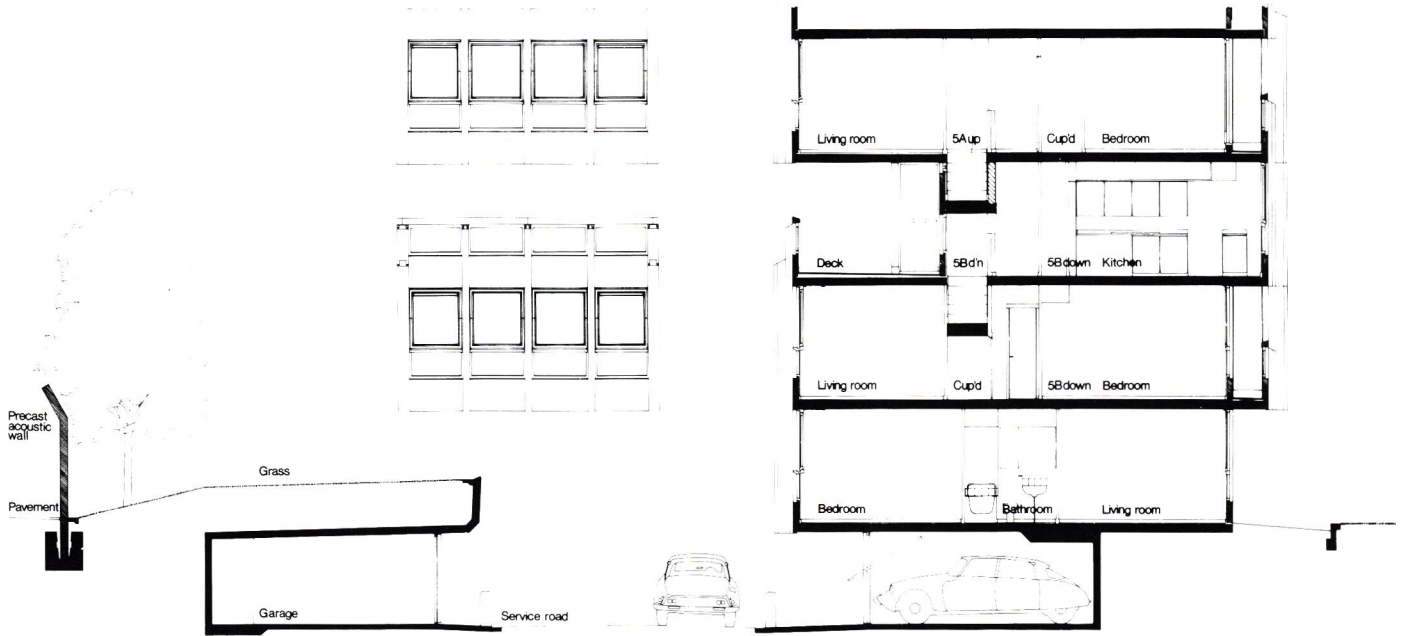 Living room
5A up
Cup'd
Bedroom
Deck
5B d'n
5B down
Kitchen
Living room
Cup'd
5B down
Bedroom
Precast
acoustic
wall
Grass
Pavement
Bedroom
Bathroom
Living room
Garage
Service road